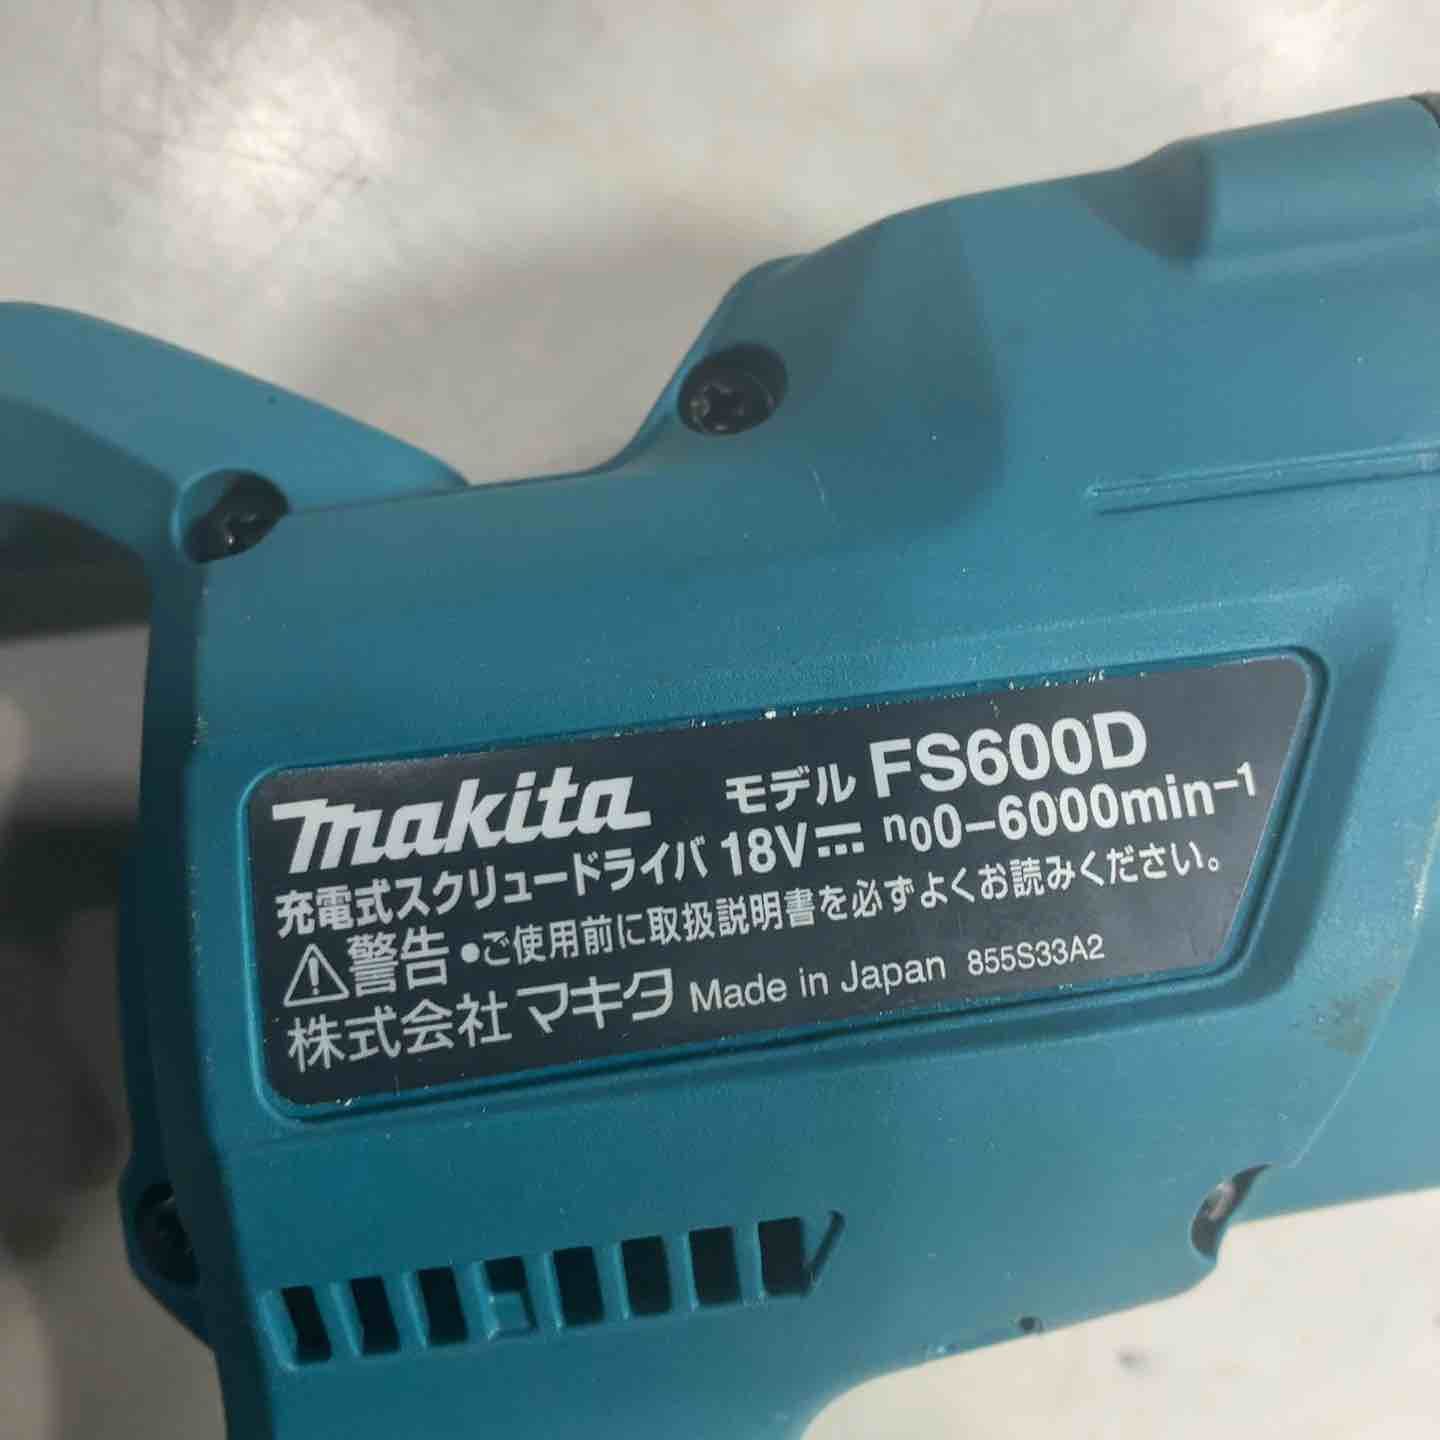 makita モデル FS600D
充電式スクリュードライバ 18V⎓ n₀0-6000min⁻¹
⚠警告 •ご使用前に取扱説明書を必ずよくお読みください。
株式会社マキタ Made in Japan 855S33A2